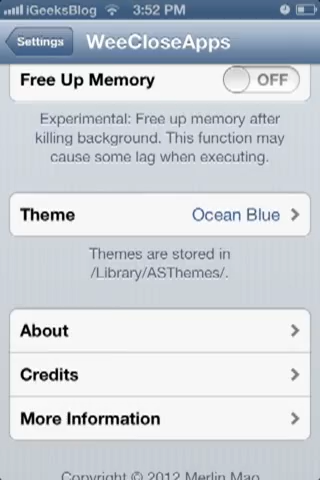 iGeeksBlog 3:52 PM
Settings WeeCloseApps
Free Up Memory OFF
Experimental: Free up memory after
killing background. This function may
cause some lag when executing.
Theme Ocean Blue
Themes are stored in
/Library/ASThemes/.
About
Credits
More Information
Copyright © 2012 Merlin Mao